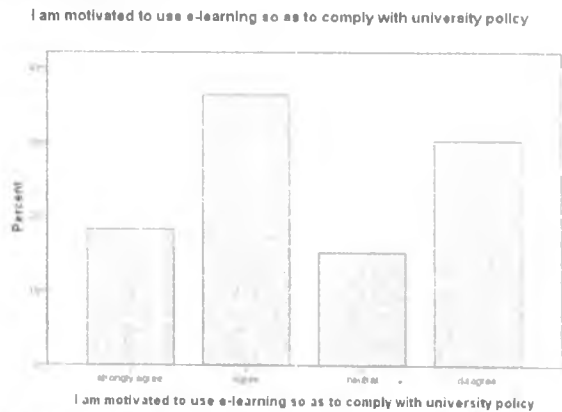 I am motivated to use e-learning so as to comply with university policy
Percent
strongly agree
agree
neutral
disagree
I am motivated to use e-learning so as to comply with university policy